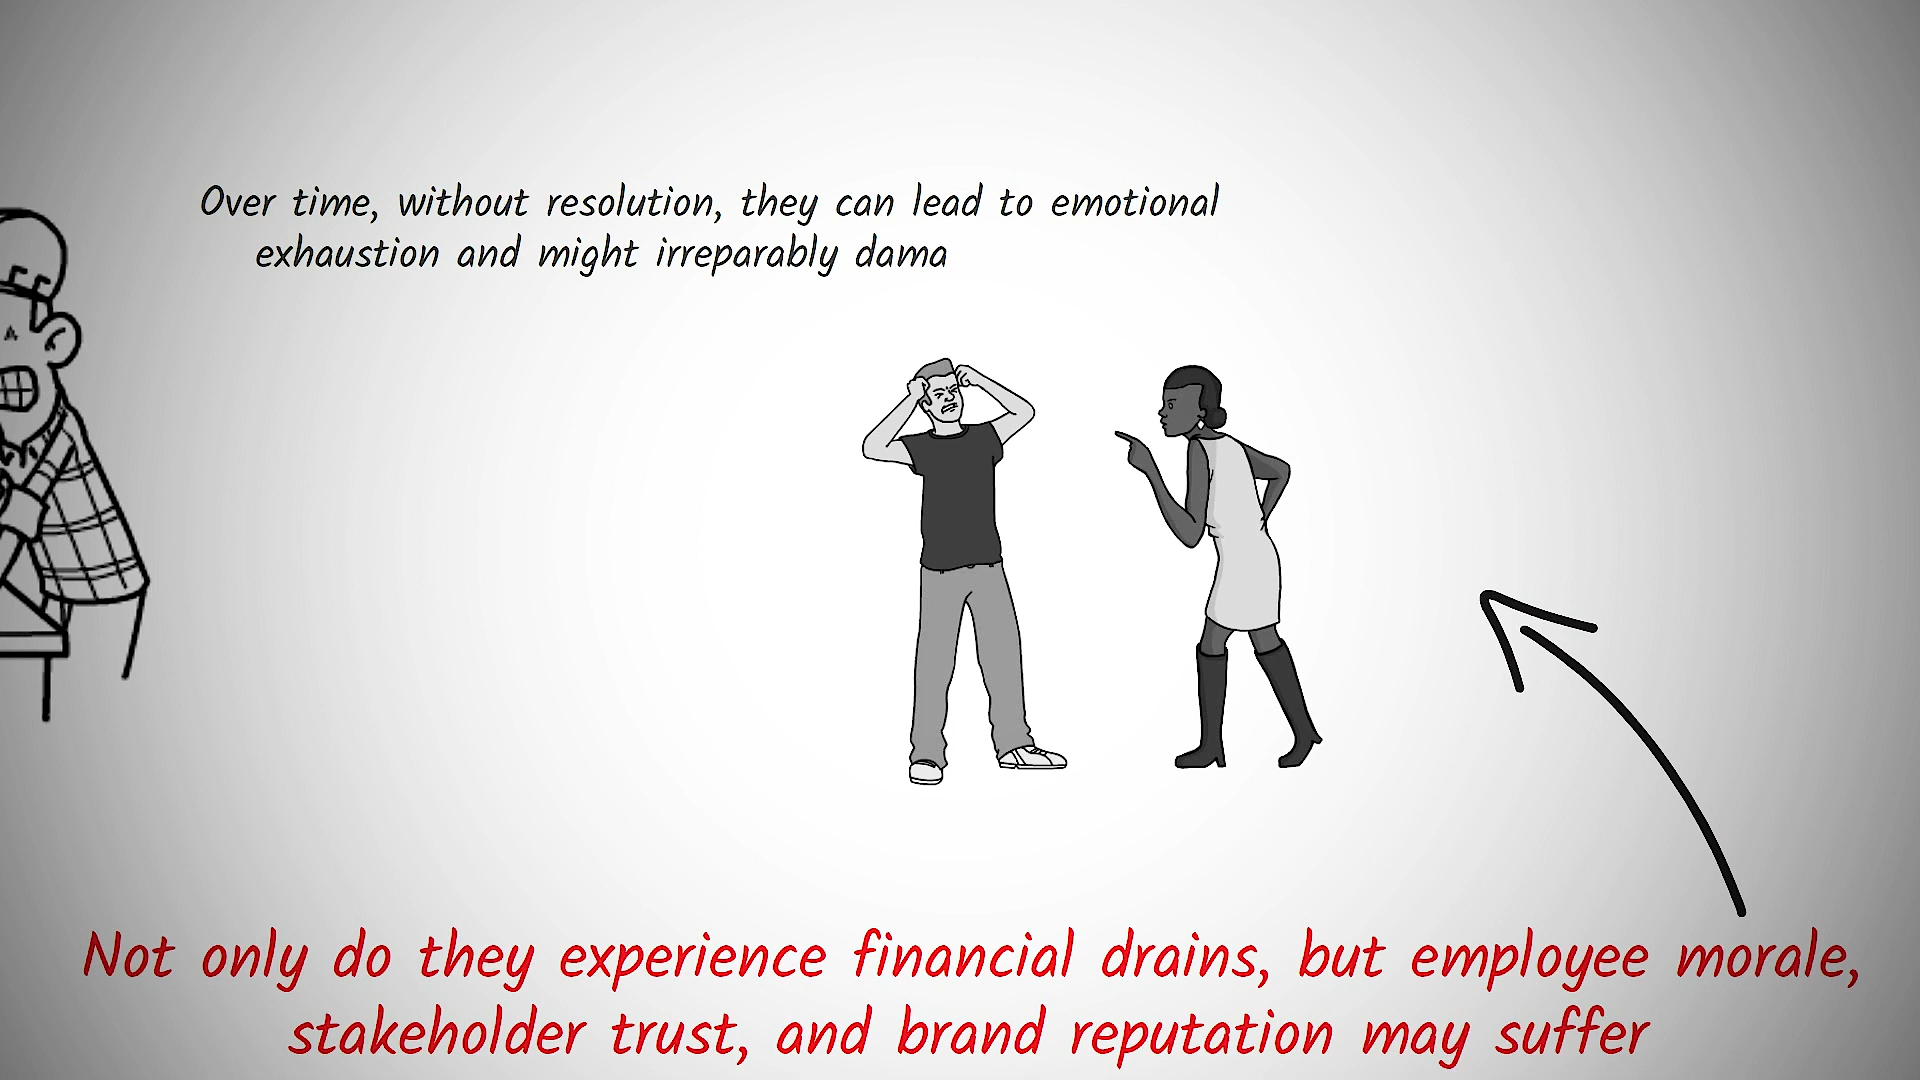 Over time, without resolution, they can lead to emotional
exhaustion and might irreparably dama
Not only do they experience financial drains, but employee morale,
stakeholder trust, and brand reputation may suffer